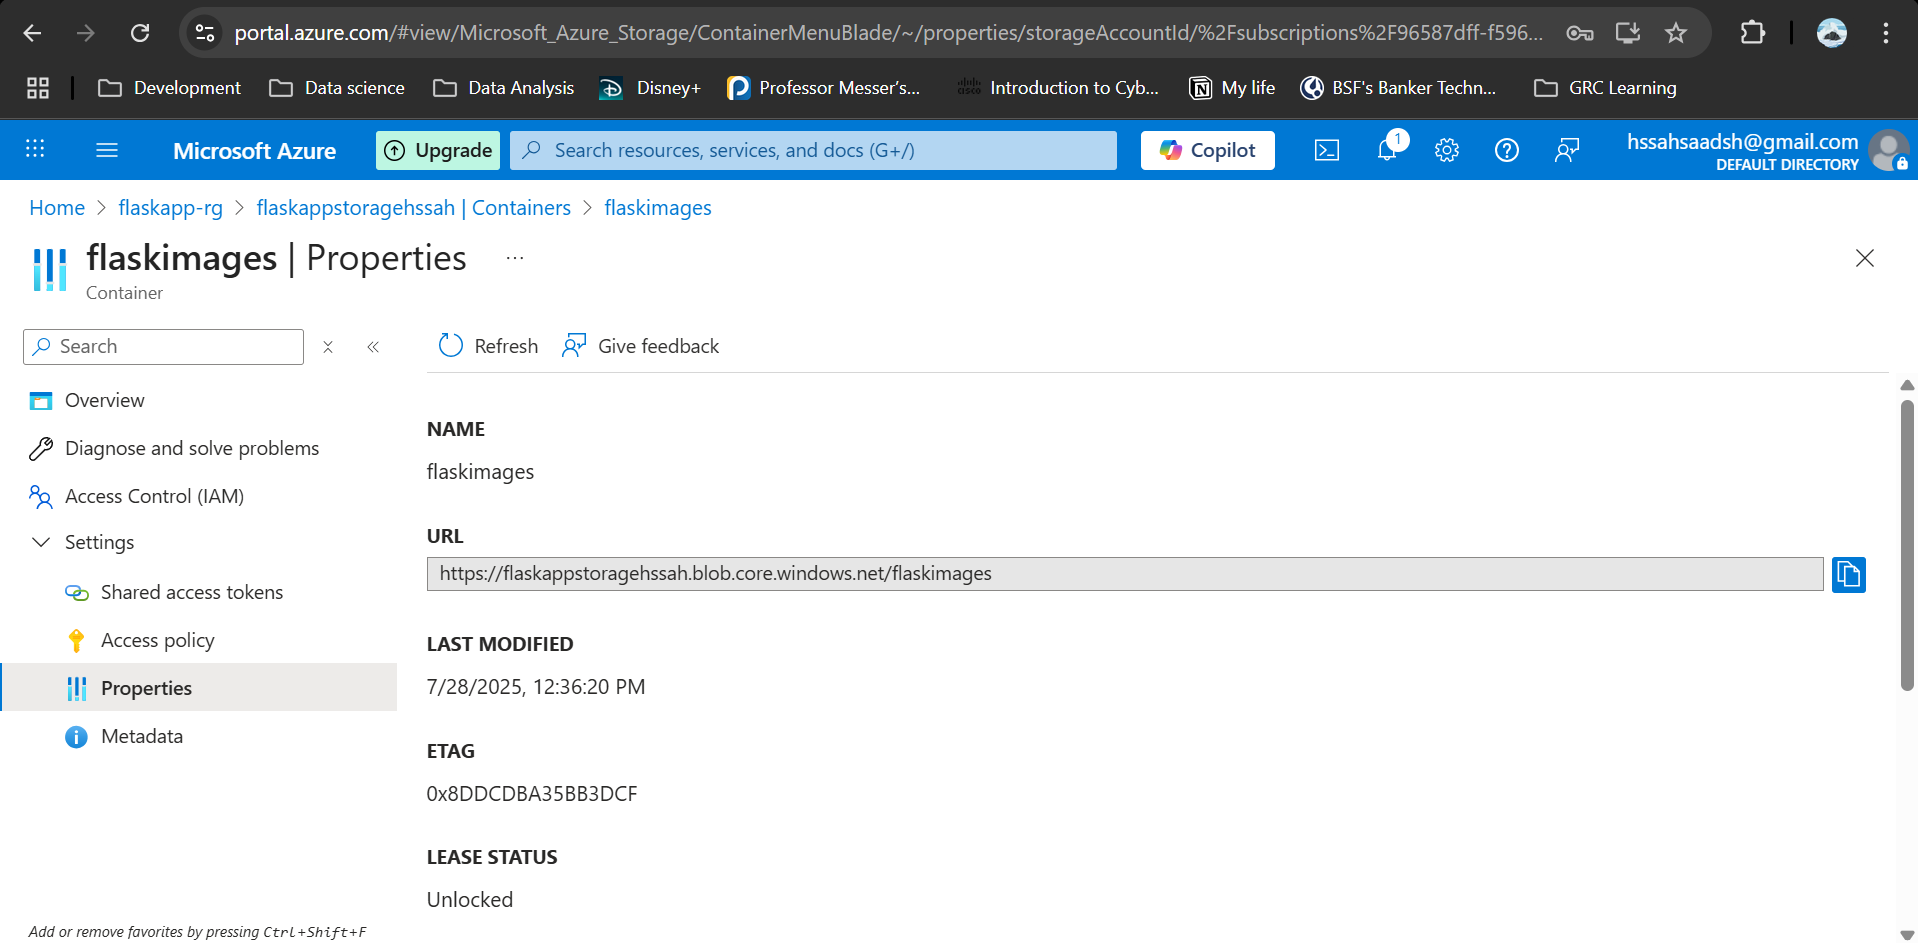 portal.azure.com/#view/Microsoft_Azure_Storage/ContainerMenuBlade/~/properties/storageAccountId/%2Fsubscriptions%2F96587dff-f596...
Development Data science Data Analysis Disney+ Professor Messer's... Introduction to Cyb... My life BSF's Banker Techn... GRC Learning
Microsoft Azure Upgrade Search resources, services, and docs (G+/) Copilot 1 hssahsaadsh@gmail.com
DEFAULT DIRECTORY
Home > flaskapp-rg > flaskappstoragehssah | Containers > flaskimages
flaskimages | Properties ...
Container
Search
Refresh Give feedback
Overview
Diagnose and solve problems
Access Control (IAM)
Settings
Shared access tokens
Access policy
Properties
Metadata
Add or remove favorites by pressing Ctrl+Shift+F
NAME
flaskimages
URL
https://flaskappstoragehssah.blob.core.windows.net/flaskimages
LAST MODIFIED
7/28/2025, 12:36:20 PM
ETAG
0x8DDCDBA35BB3DCF
LEASE STATUS
Unlocked